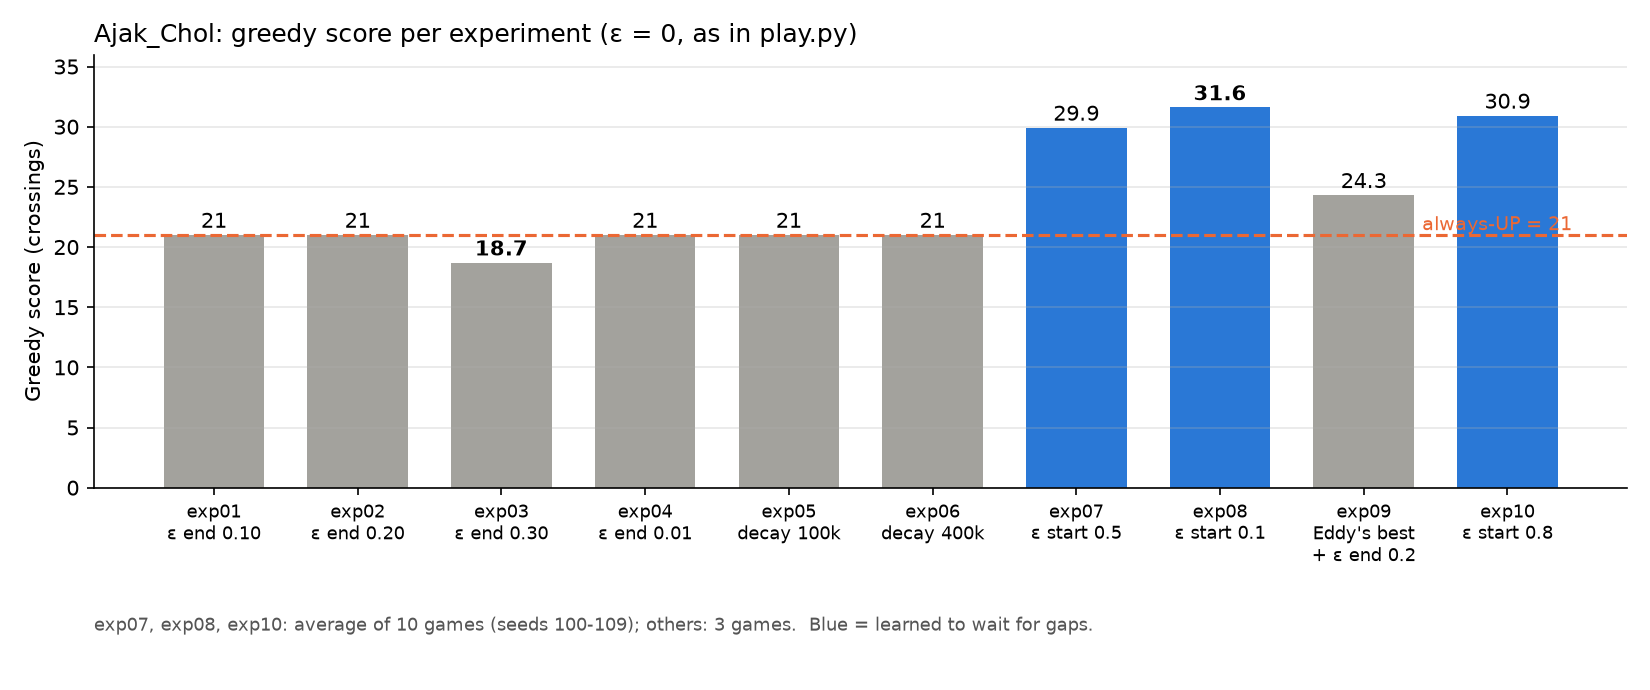 Ajak_Chol: greedy score per experiment (ε = 0, as in play.py)
Greedy score (crossings)
35
30
25
20
15
10
5
0
21
21
18.7
21
21
21
29.9
31.6
24.3
30.9
always-UP = 21
exp01
ε end 0.10
exp02
ε end 0.20
exp03
ε end 0.30
exp04
ε end 0.01
exp05
decay 100k
exp06
decay 400k
exp07
ε start 0.5
exp08
ε start 0.1
exp09
Eddy's best
+ ε end 0.2
exp10
ε start 0.8
exp07, exp08, exp10: average of 10 games (seeds 100-109); others: 3 games.  Blue = learned to wait for gaps.